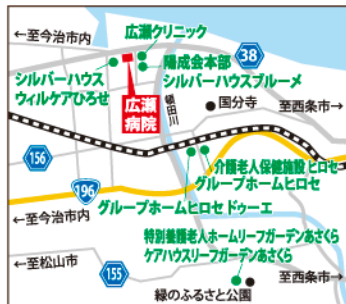 広瀬クリニック
←至今治市内
陽成会本部
シルバーハウスブルーメ
38
シルバーハウス
ウィルケアひろせ
広瀬
病院
頓田川
国分寺
至西条市→
156
介護老人保健施設 ヒロセ
グループホームヒロセ
196
グループホームヒロセ ドゥーエ
←至今治市内
特別養護老人ホームリーフガーデンあさくら
ケアハウスリーフガーデンあさくら
←至松山市
155
至西条市→
緑のふるさと公園